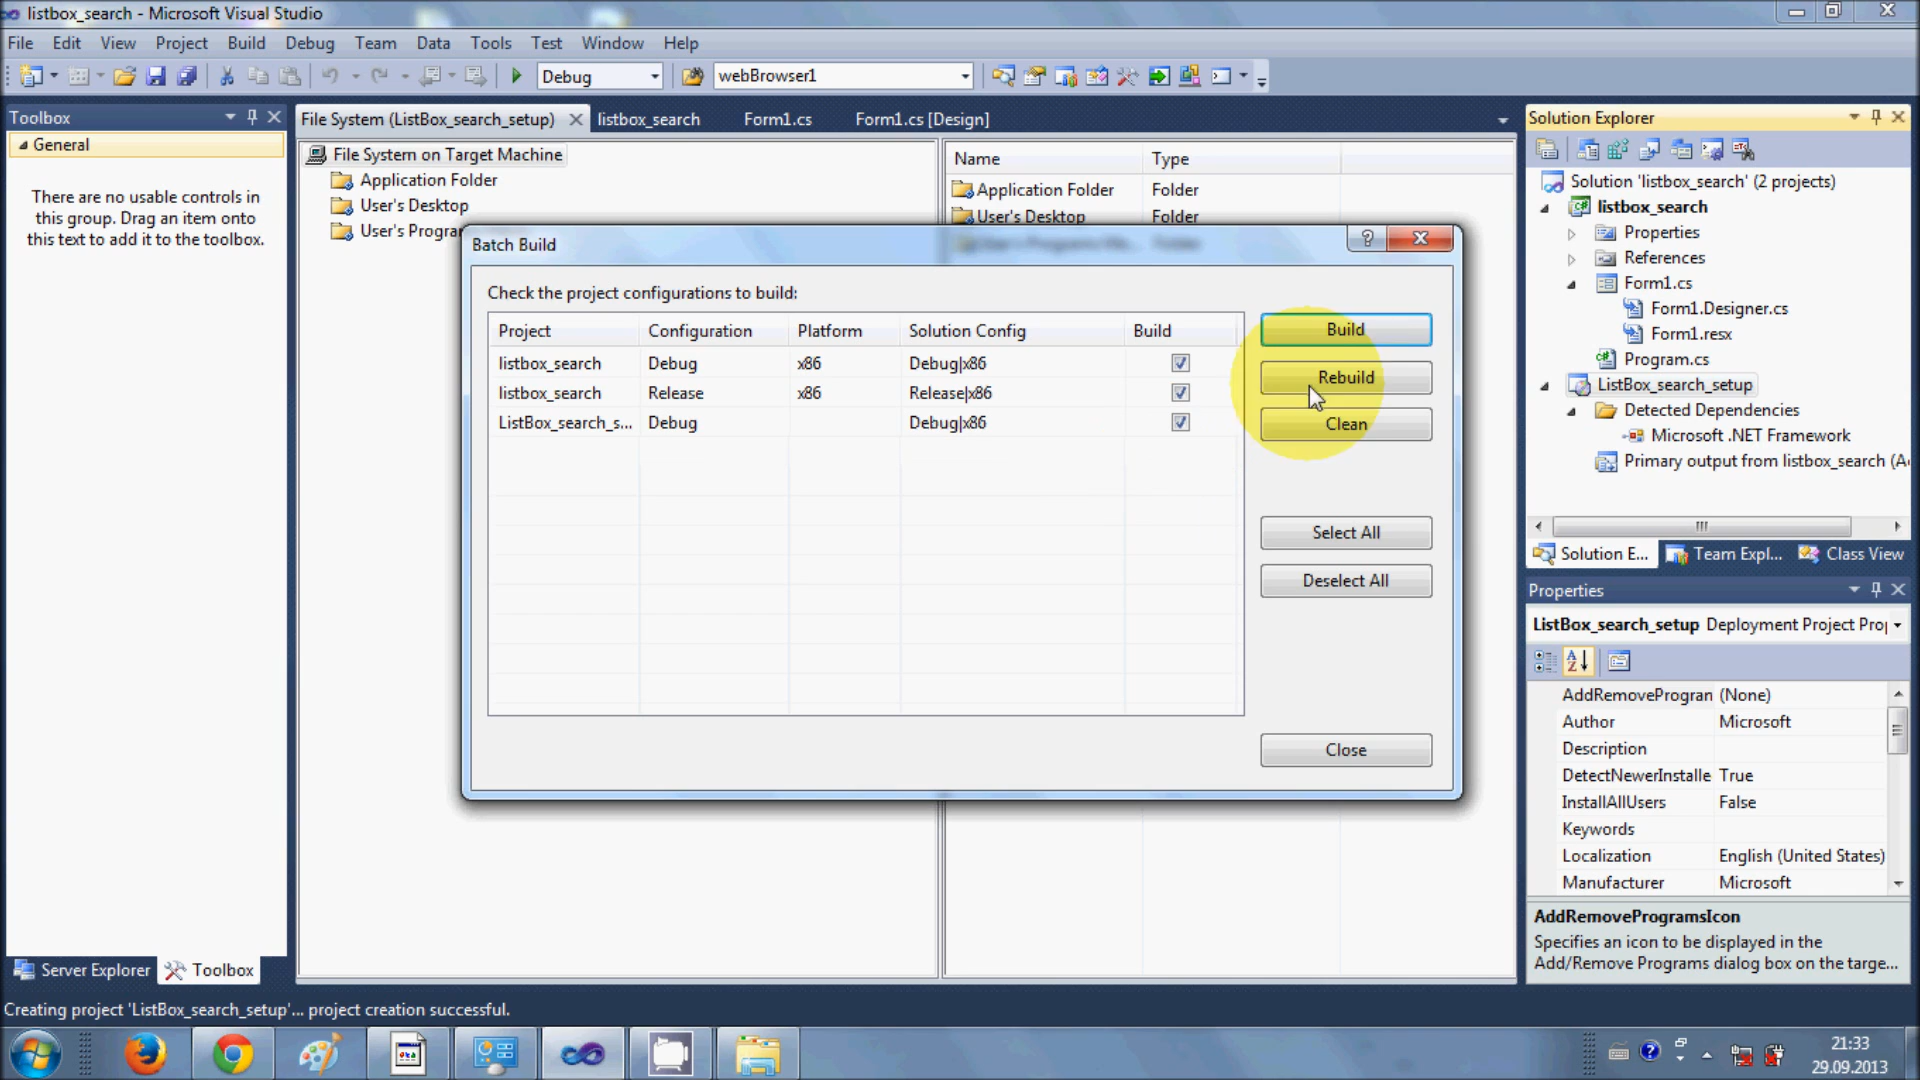 listbox_search - Microsoft Visual Studio
File Edit View Project Build Debug Team Data Tools Test Window Help
Debug
webBrowser1
Toolbox
General
There are no usable controls in
this group. Drag an item onto
this text to add it to the toolbox.
Server Explorer
Toolbox
File System (ListBox_search_setup)
listbox_search
Form1.cs
Form1.cs [Design]
File System on Target Machine
Application Folder
User's Desktop
User's Progra
Name Type
Application Folder Folder
User's Desktop Folder
User's Programs Me... Folder
Batch Build
Check the project configurations to build:
Project Configuration Platform Solution Config Build
listbox_search Debug x86 Debug|x86
listbox_search Release x86 Release|x86
ListBox_search_s... Debug Debug|x86
Build
Rebuild
Clean
Select All
Deselect All
Close
Solution Explorer
Solution 'listbox_search' (2 projects)
listbox_search
Properties
References
Form1.cs
Form1.Designer.cs
Form1.resx
Program.cs
ListBox_search_setup
Detected Dependencies
Microsoft .NET Framework
Primary output from listbox_search (A
Solution E...
Team Expl...
Class View
Properties
ListBox_search_setup Deployment Project Pro
AddRemoveProgran (None)
Author Microsoft
Description
DetectNewerInstalle True
InstallAllUsers False
Keywords
Localization English (United States)
Manufacturer Microsoft
AddRemoveProgramsIcon
Specifies an icon to be displayed in the
Add/Remove Programs dialog box on the targe...
Creating project 'ListBox_search_setup'... project creation successful.
21:33
29.09.2013